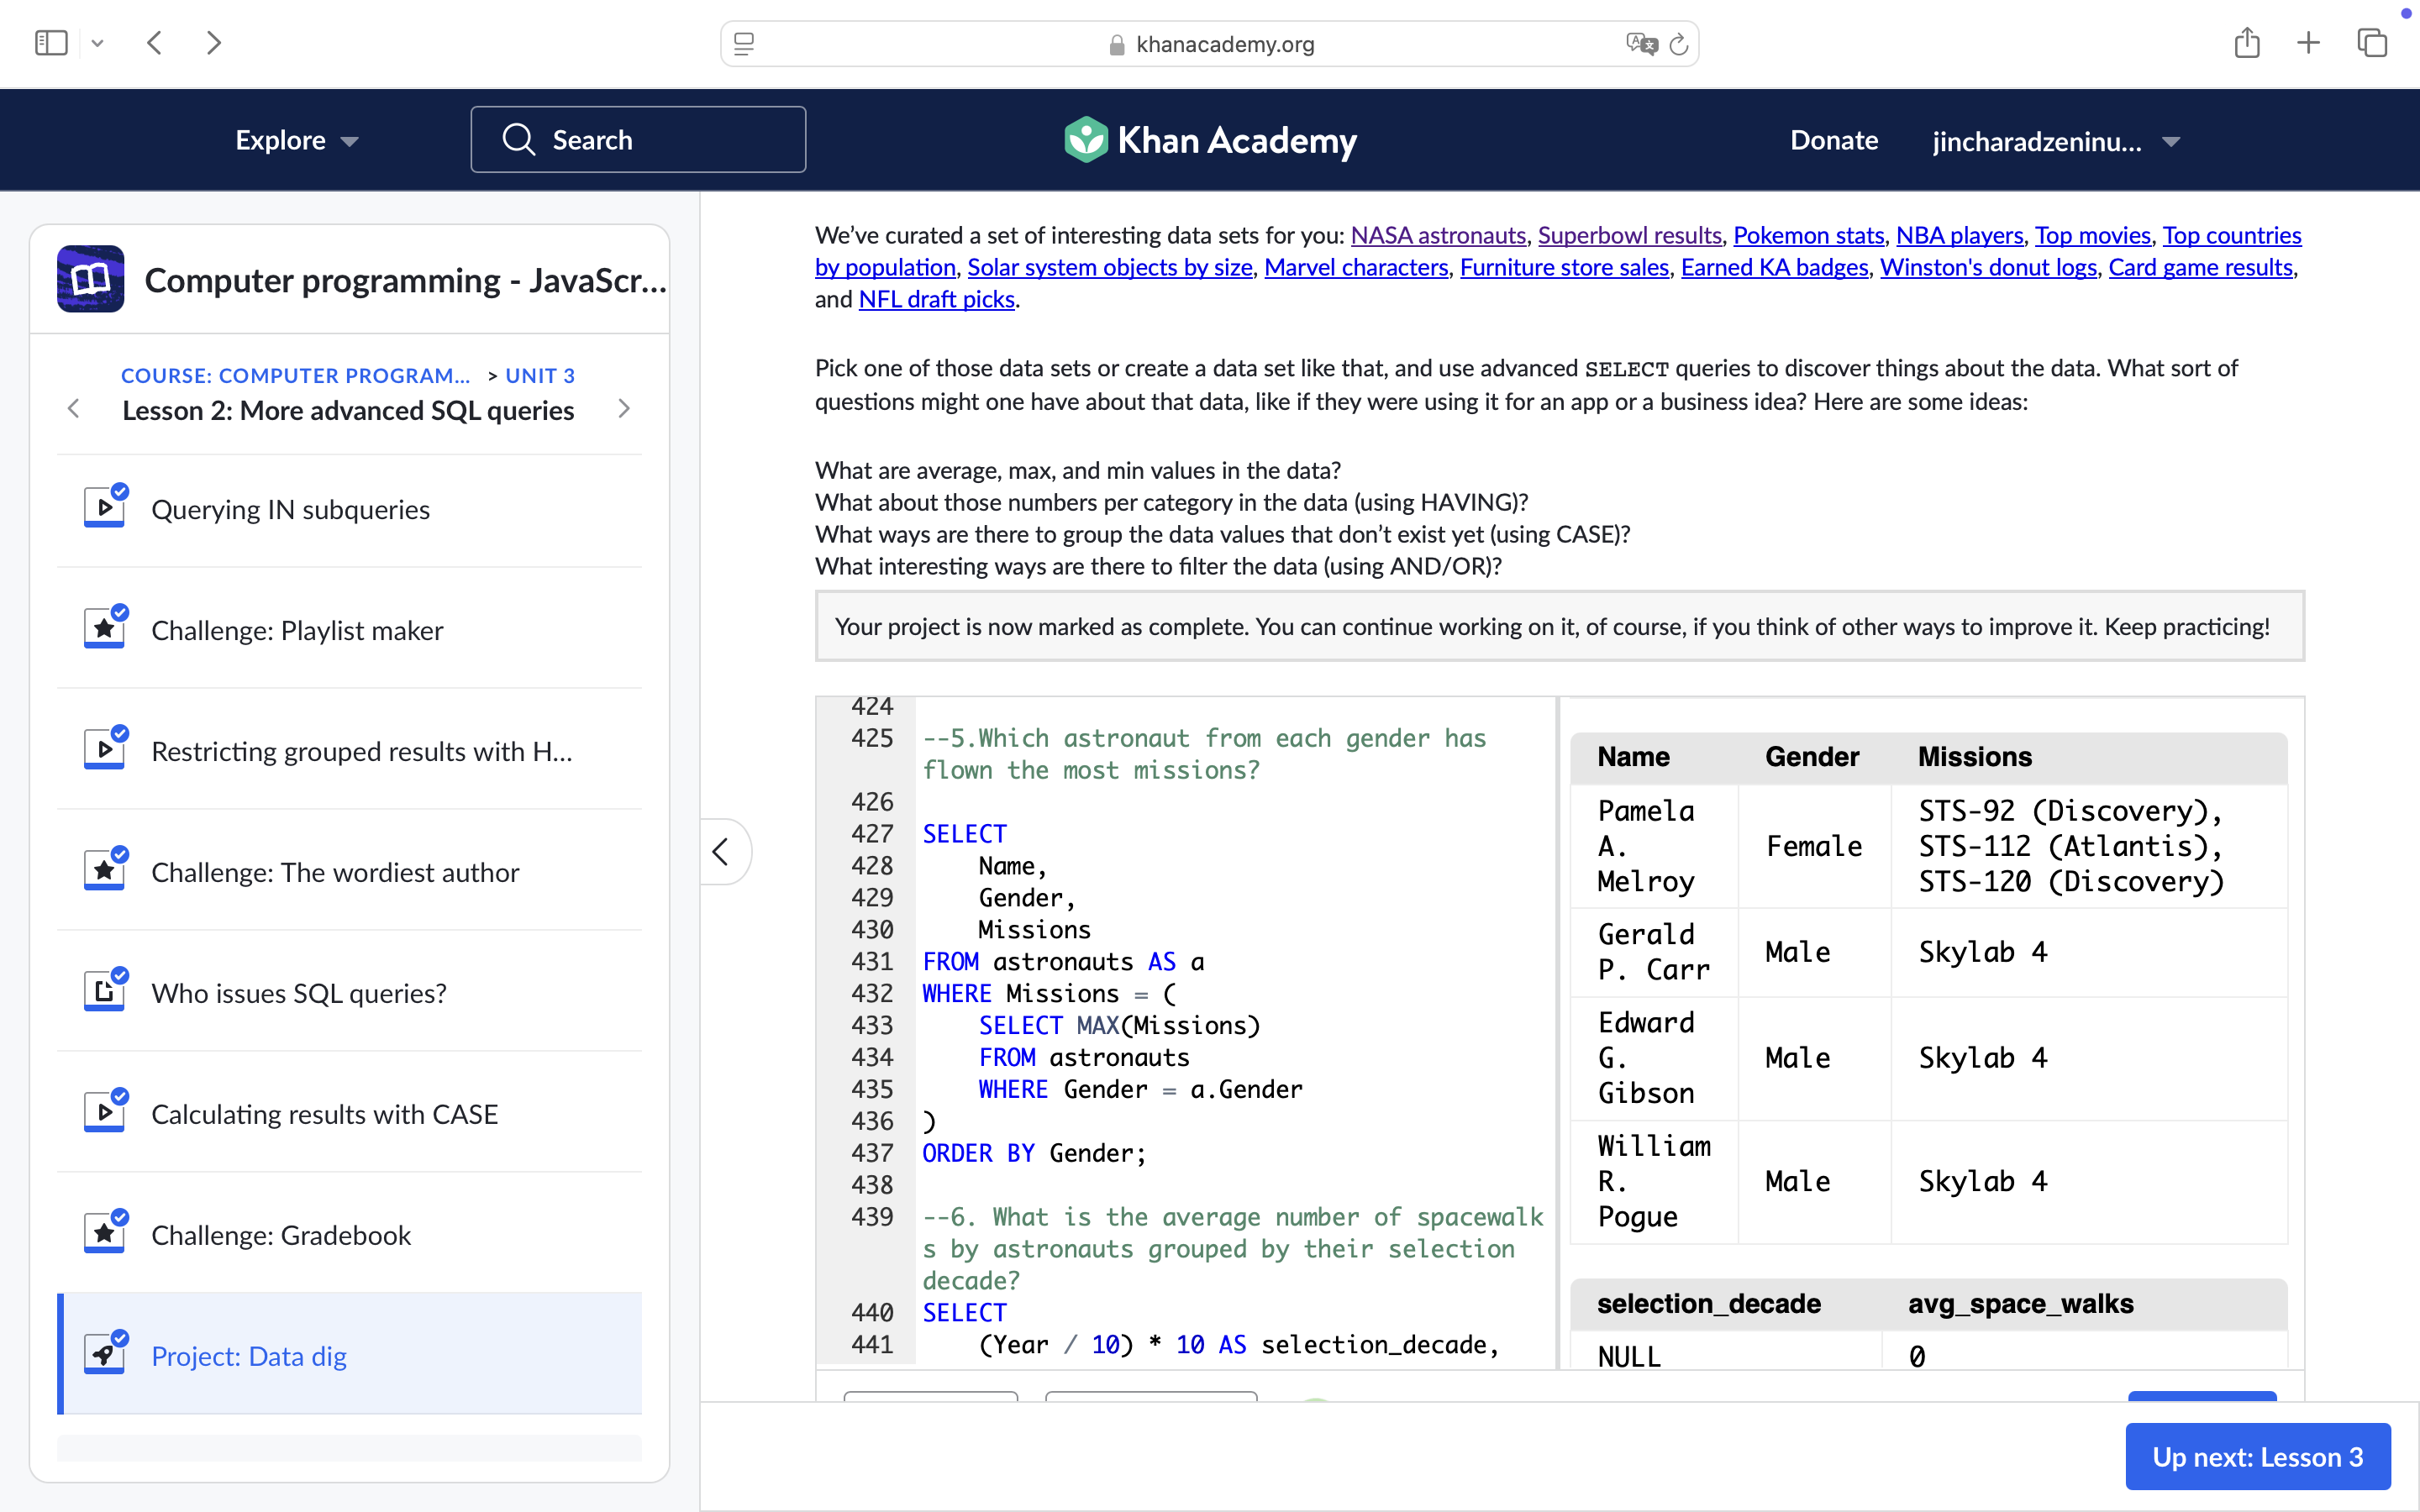 khanacademy.org
Explore
Search
Khan Academy
Donate
jincharadzeninu...
Computer programming - JavaScr...
COURSE: COMPUTER PROGRAM... > UNIT 3
Lesson 2: More advanced SQL queries
Querying IN subqueries
Challenge: Playlist maker
Restricting grouped results with H...
Challenge: The wordiest author
Who issues SQL queries?
Calculating results with CASE
Challenge: Gradebook
Project: Data dig
We’ve curated a set of interesting data sets for you: NASA astronauts, Superbowl results, Pokemon stats, NBA players, Top movies, Top countries
by population, Solar system objects by size, Marvel characters, Furniture store sales, Earned KA badges, Winston's donut logs, Card game results,
and NFL draft picks.
Pick one of those data sets or create a data set like that, and use advanced SELECT queries to discover things about the data. What sort of
questions might one have about that data, like if they were using it for an app or a business idea? Here are some ideas:
What are average, max, and min values in the data?
What about those numbers per category in the data (using HAVING)?
What ways are there to group the data values that don’t exist yet (using CASE)?
What interesting ways are there to filter the data (using AND/OR)?
Your project is now marked as complete. You can continue working on it, of course, if you think of other ways to improve it. Keep practicing!
424
425 --5.Which astronaut from each gender has
flown the most missions?
426
427 SELECT
428 Name,
429 Gender,
430 Missions
431 FROM astronauts AS a
432 WHERE Missions = (
433 SELECT MAX(Missions)
434 FROM astronauts
435 WHERE Gender = a.Gender
436 )
437 ORDER BY Gender;
438
439 --6. What is the average number of spacewalk
s by astronauts grouped by their selection
decade?
440 SELECT
441 (Year / 10) * 10 AS selection_decade,
Name Gender Missions
Pamela
A.
Melroy
Female
STS-92 (Discovery),
STS-112 (Atlantis),
STS-120 (Discovery)
Gerald
P. Carr
Male
Skylab 4
Edward
G.
Gibson
Male
Skylab 4
William
R.
Pogue
Male
Skylab 4
selection_decade avg_space_walks
NULL 0
Up next: Lesson 3